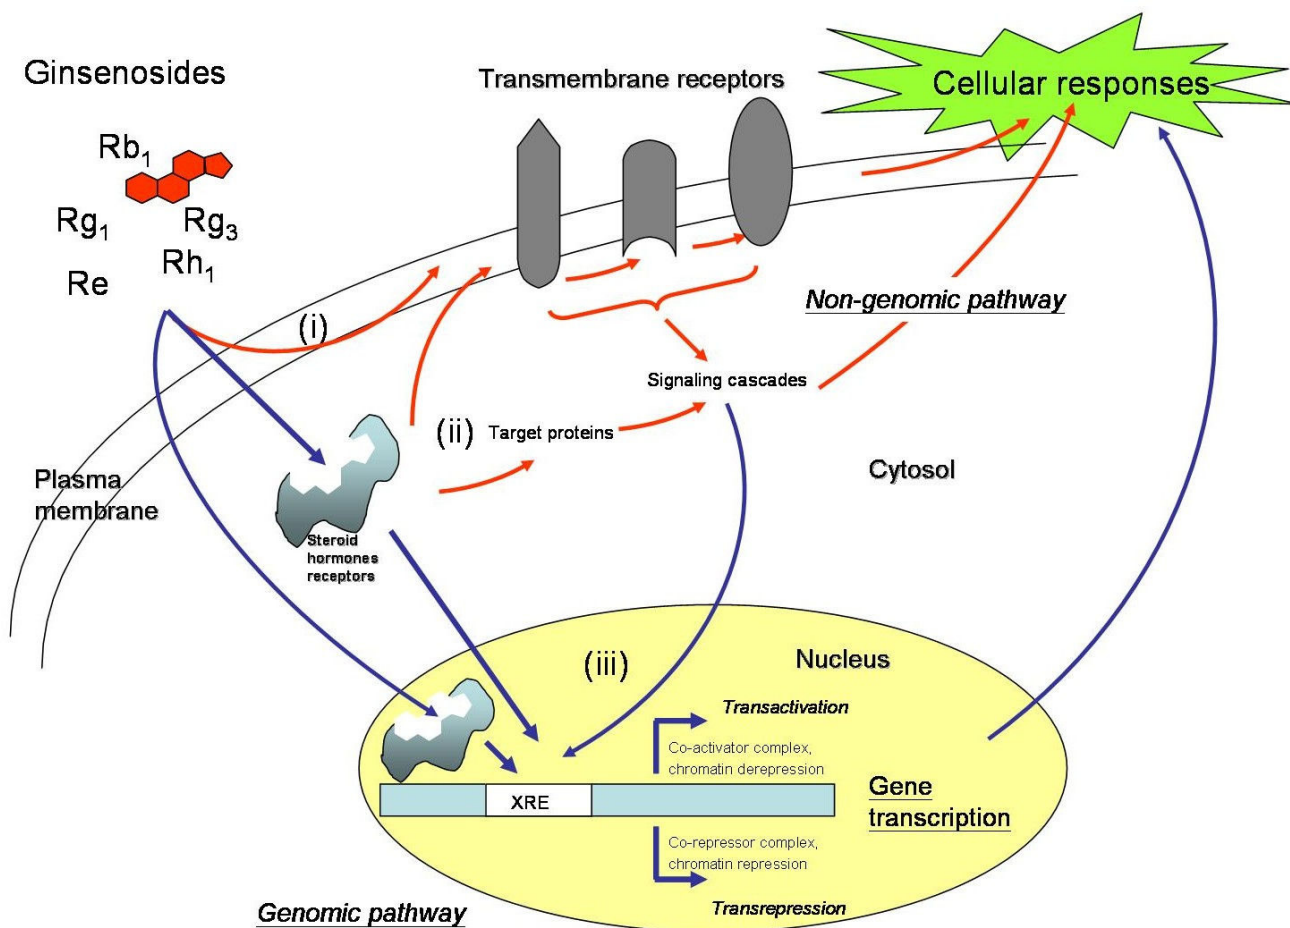 Ginsenosides
Rb₁
Rg₁
Rg₃
Rh₁
Re
Transmembrane receptors
Cellular responses
(i)
Non-genomic pathway
Signaling cascades
(ii)
Target proteins
Cytosol
Plasma
membrane
Steroid
hormones
receptors
(iii)
Nucleus
Transactivation
Co-activator complex,
chromatin derepression
XRE
Gene
transcription
Co-repressor complex,
chromatin repression
Transrepression
Genomic pathway